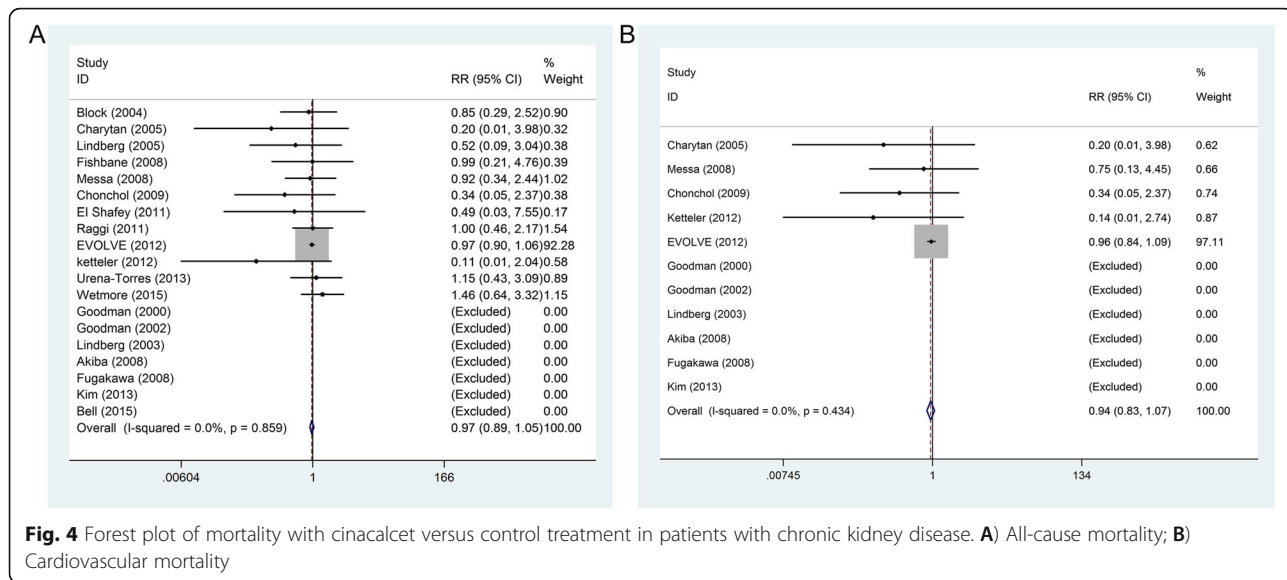 A
Study %
ID RR (95% CI) Weight
Block (2004) 0.85 (0.29, 2.52) 0.90
Charytan (2005) 0.20 (0.01, 3.98) 0.32
Lindberg (2005) 0.52 (0.09, 3.04) 0.38
Fishbane (2008) 0.99 (0.21, 4.76) 0.39
Messa (2008) 0.92 (0.34, 2.44) 1.02
Chonchol (2009) 0.34 (0.05, 2.37) 0.38
El Shafey (2011) 0.49 (0.03, 7.55) 0.17
Raggi (2011) 1.00 (0.46, 2.17) 1.54
EVOLVE (2012) 0.97 (0.90, 1.06) 92.28
ketteler (2012) 0.11 (0.01, 2.04) 0.58
Urena-Torres (2013) 1.15 (0.43, 3.09) 0.89
Wetmore (2015) 1.46 (0.64, 3.32) 1.15
Goodman (2000) (Excluded) 0.00
Goodman (2002) (Excluded) 0.00
Lindberg (2003) (Excluded) 0.00
Akiba (2008) (Excluded) 0.00
Fugakawa (2008) (Excluded) 0.00
Kim (2013) (Excluded) 0.00
Bell (2015) (Excluded) 0.00
Overall (I-squared = 0.0%, p = 0.859) 0.97 (0.89, 1.05) 100.00
.00604 1 166
B
Study %
ID RR (95% CI) Weight
Charytan (2005) 0.20 (0.01, 3.98) 0.62
Messa (2008) 0.75 (0.13, 4.45) 0.66
Chonchol (2009) 0.34 (0.05, 2.37) 0.74
Ketteler (2012) 0.14 (0.01, 2.74) 0.87
EVOLVE (2012) 0.96 (0.84, 1.09) 97.11
Goodman (2000) (Excluded) 0.00
Goodman (2002) (Excluded) 0.00
Lindberg (2003) (Excluded) 0.00
Akiba (2008) (Excluded) 0.00
Fugakawa (2008) (Excluded) 0.00
Kim (2013) (Excluded) 0.00
Overall (I-squared = 0.0%, p = 0.434) 0.94 (0.83, 1.07) 100.00
.00745 1 134
Fig. 4 Forest plot of mortality with cinacalcet versus control treatment in patients with chronic kidney disease. A) All-cause mortality; B)
Cardiovascular mortality